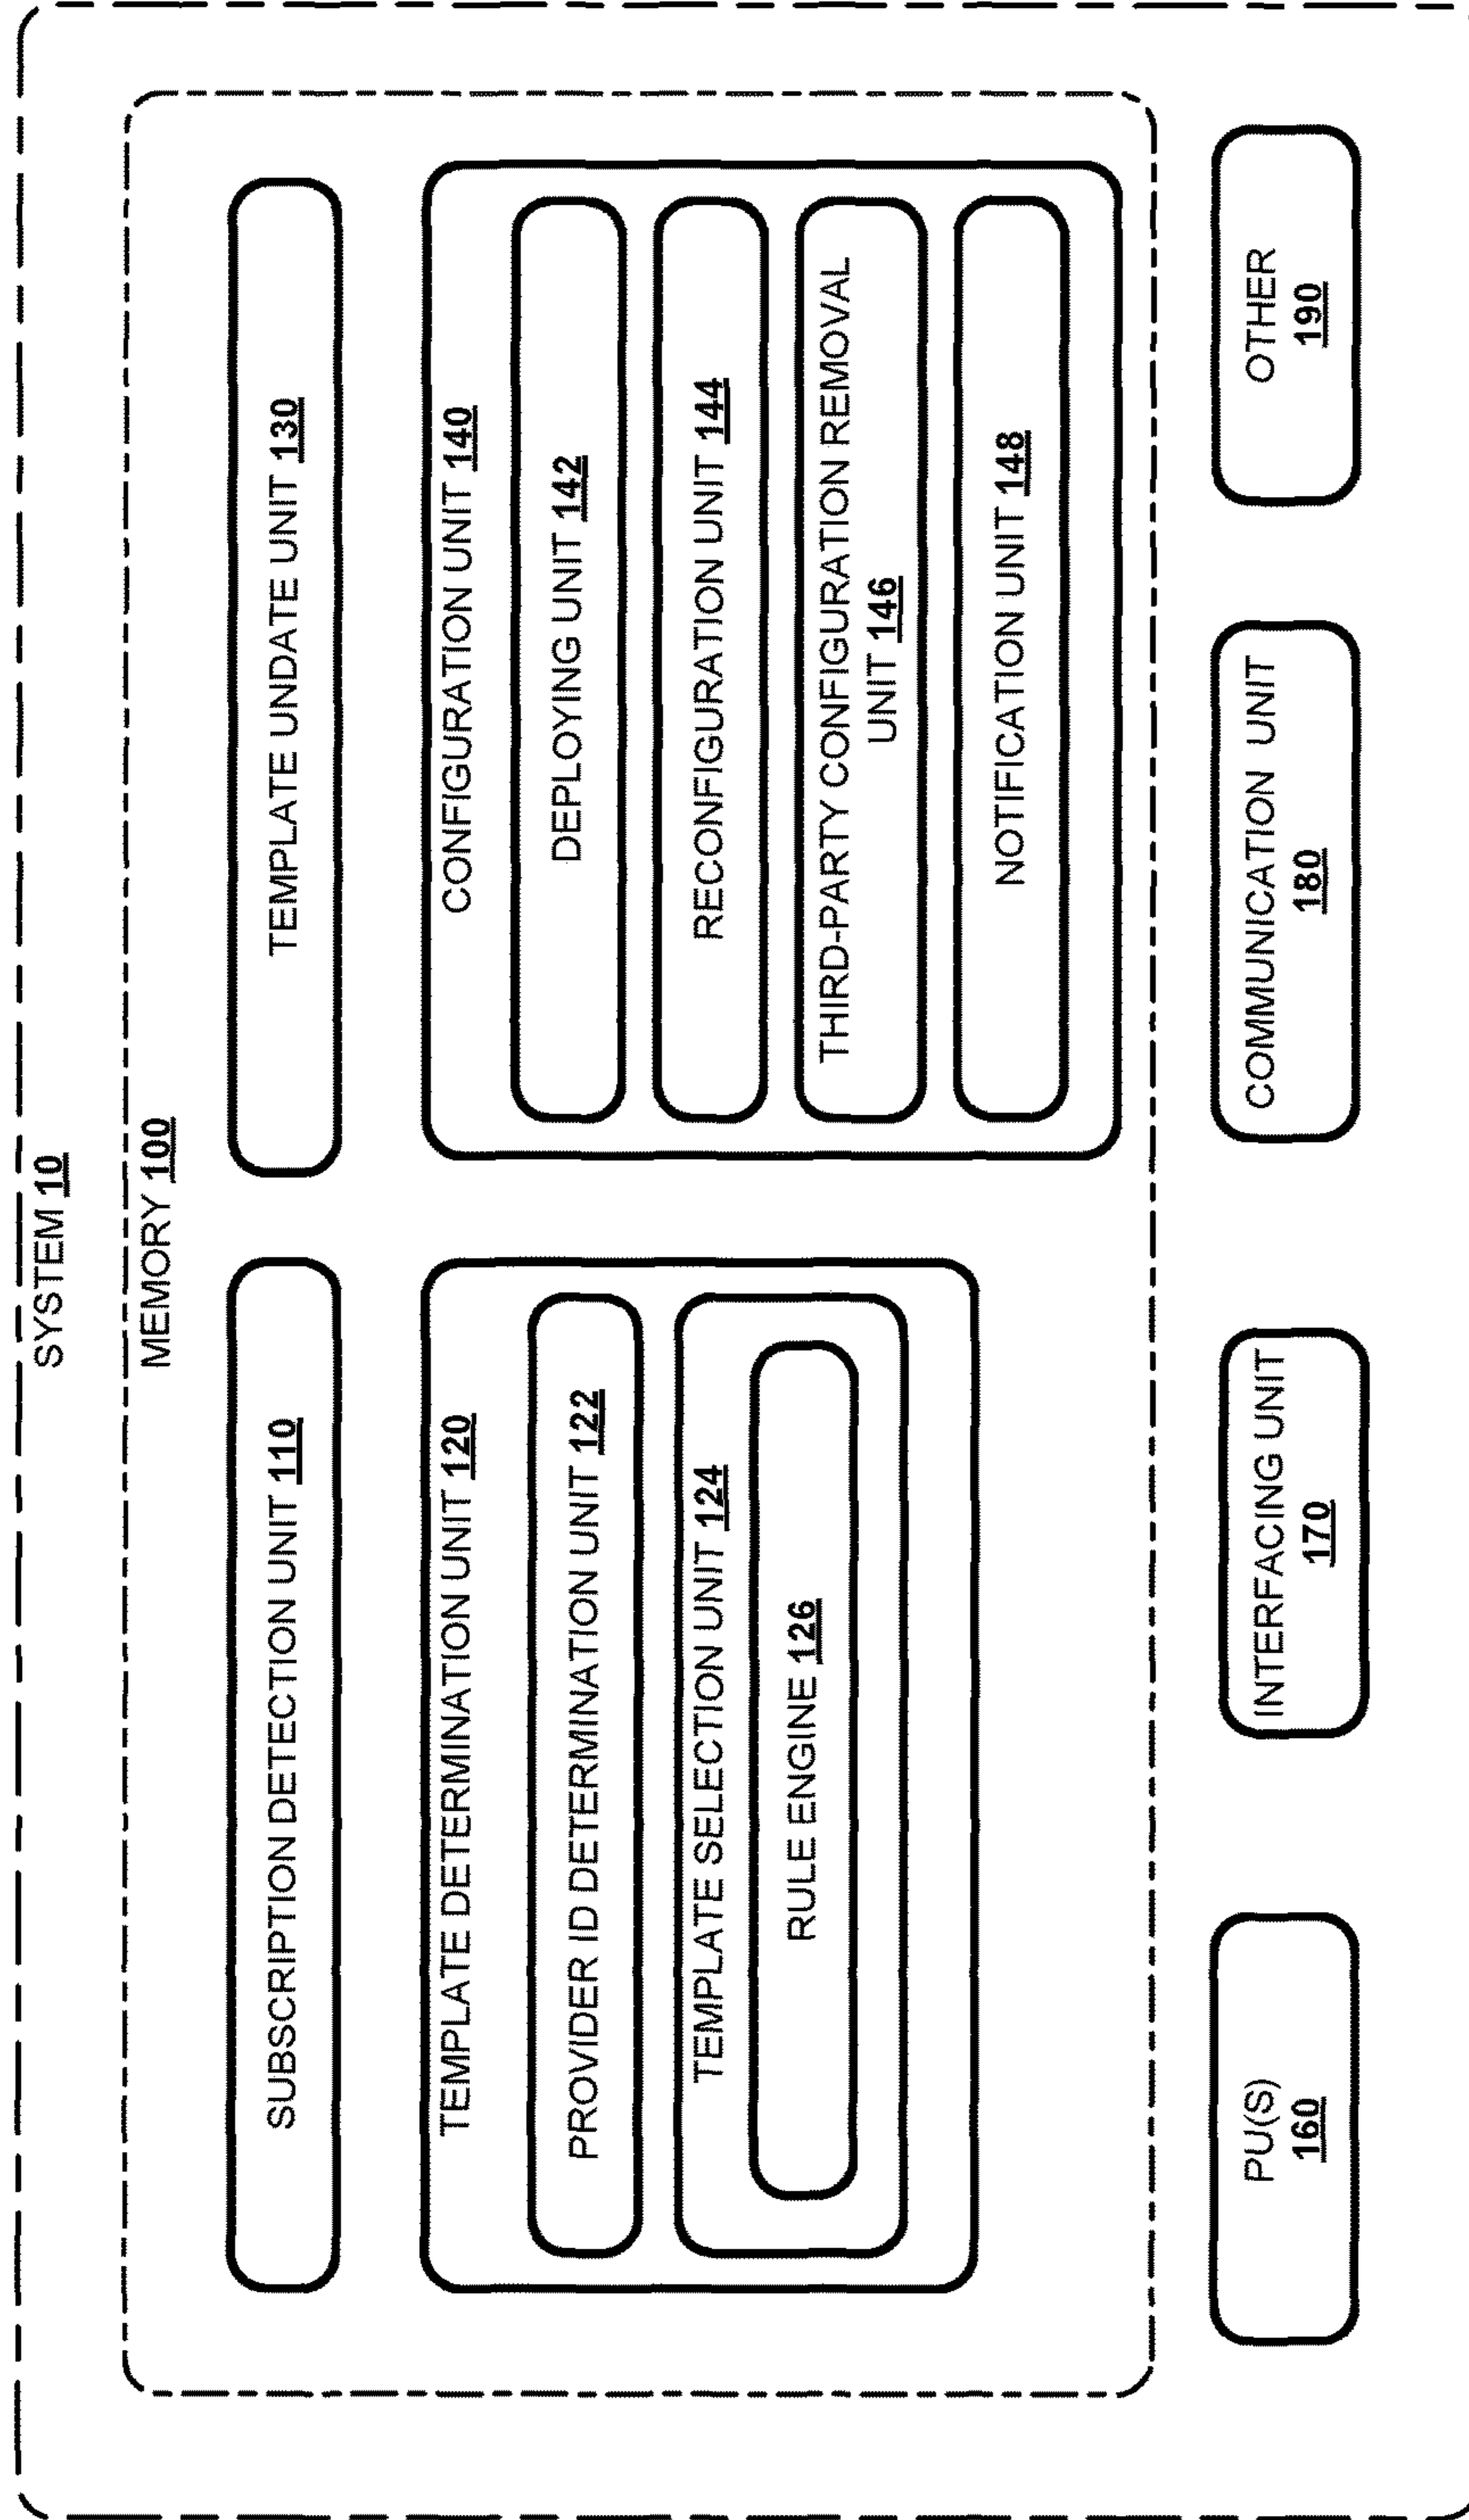 SYSTEM 10
MEMORY 100
SUBSCRIPTION DETECTION UNIT 110
TEMPLATE DETERMINATION UNIT 120
PROVIDER ID DETERMINATION UNIT 122
TEMPLATE SELECTION UNIT 124
RULE ENGINE 126
TEMPLATE UNDATE UNIT 130
CONFIGURATION UNIT 140
DEPLOYING UNIT 142
RECONFIGURATION UNIT 144
THIRD-PARTY CONFIGURATION REMOVAL
UNIT 146
NOTIFICATION UNIT 148
PU(S)
160
INTERFACING UNIT
170
COMMUNICATION UNIT
180
OTHER
190